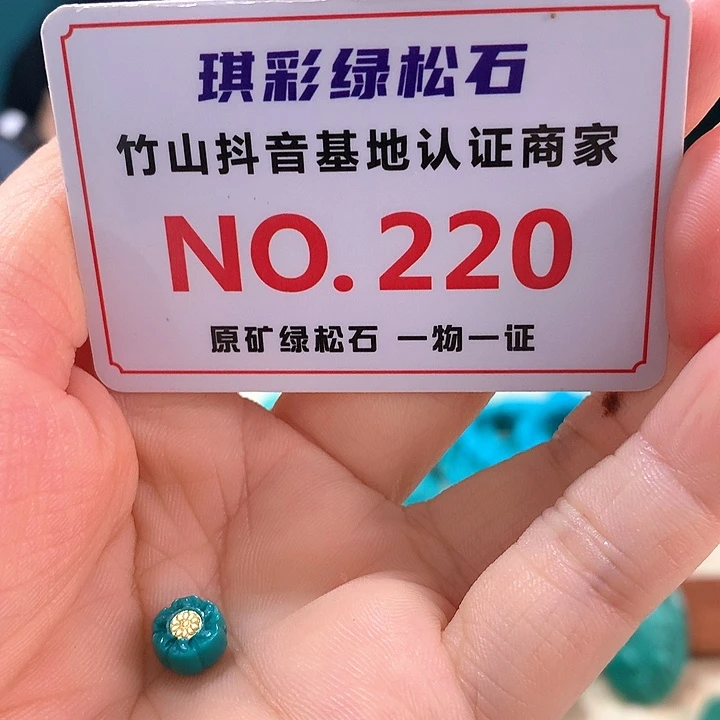 琪彩绿松石
竹山抖音基地认证商家
NO.220
原矿绿松石 一物一证